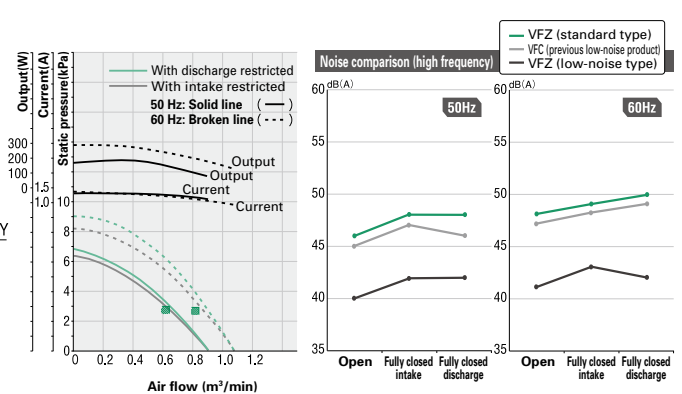 Output(W)
Current(A)
Static pressure(kPa)
With discharge restricted
With intake restricted
50 Hz: Solid line ( — )
60 Hz: Broken line ( --- )
300
200
100
0
1.5
1.0
10
8
6
4
2
0
Output
Output
Current
Current
0 0.2 0.4 0.6 0.8 1.0 1.2
Air flow (m³/min)
Y
Noise comparison (high frequency)
VFZ (standard type)
VFC (previous low-noise product)
VFZ (low-noise type)
dB(A)
60
55
50
45
40
35
50Hz
Open
Fully closed intake
Fully closed discharge
dB(A)
60
55
50
45
40
35
60Hz
Open
Fully closed intake
Fully closed discharge